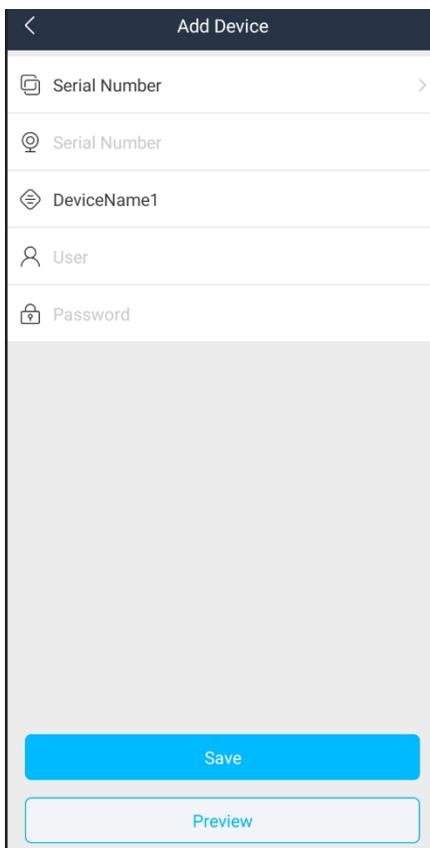 Add Device
Serial Number
Serial Number
DeviceName1
User
Password
Save
Preview